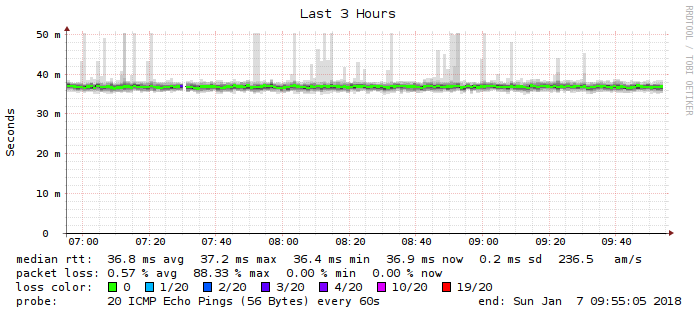 Last 3 Hours
RRDTOOL / TOBI OETIKER
Seconds
50 m
40 m
30 m
20 m
10 m
0
07:00 07:20 07:40 08:00 08:20 08:40 09:00 09:20 09:40
median rtt: 36.8 ms avg 37.2 ms max 36.4 ms min 36.9 ms now 0.2 ms sd 236.5 am/s
packet loss: 0.57 % avg 88.33 % max 0.00 % min 0.00 % now
loss color: 0 1/20 2/20 3/20 4/20 10/20 19/20
probe: 20 ICMP Echo Pings (56 Bytes) every 60s end: Sun Jan 7 09:55:05 2018